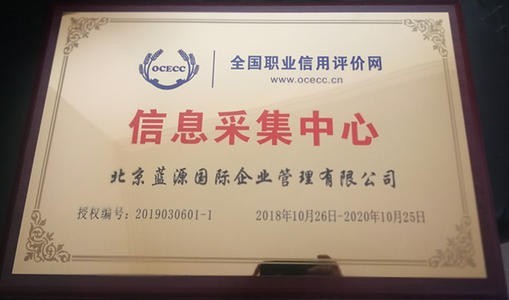 OCECC
全国职业信用评价网
www.ocecc.cn
信息采集中心
北京蓝源国际企业管理有限公司
授权编号：2019030601-1 2018年10月26日-2020年10月25日